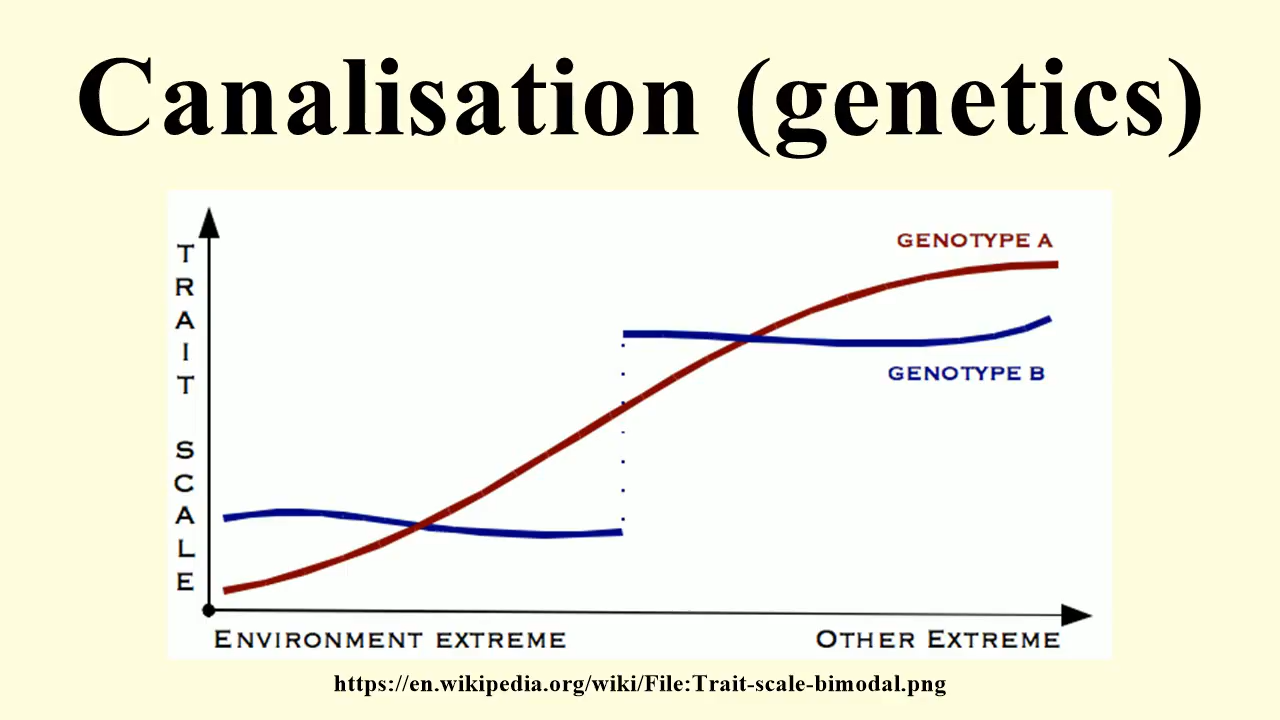 Canalisation (genetics)
TRAIT SCALE
GENOTYPE A
GENOTYPE B
ENVIRONMENT EXTREME
OTHER EXTREME
https://en.wikipedia.org/wiki/File:Trait-scale-bimodal.png